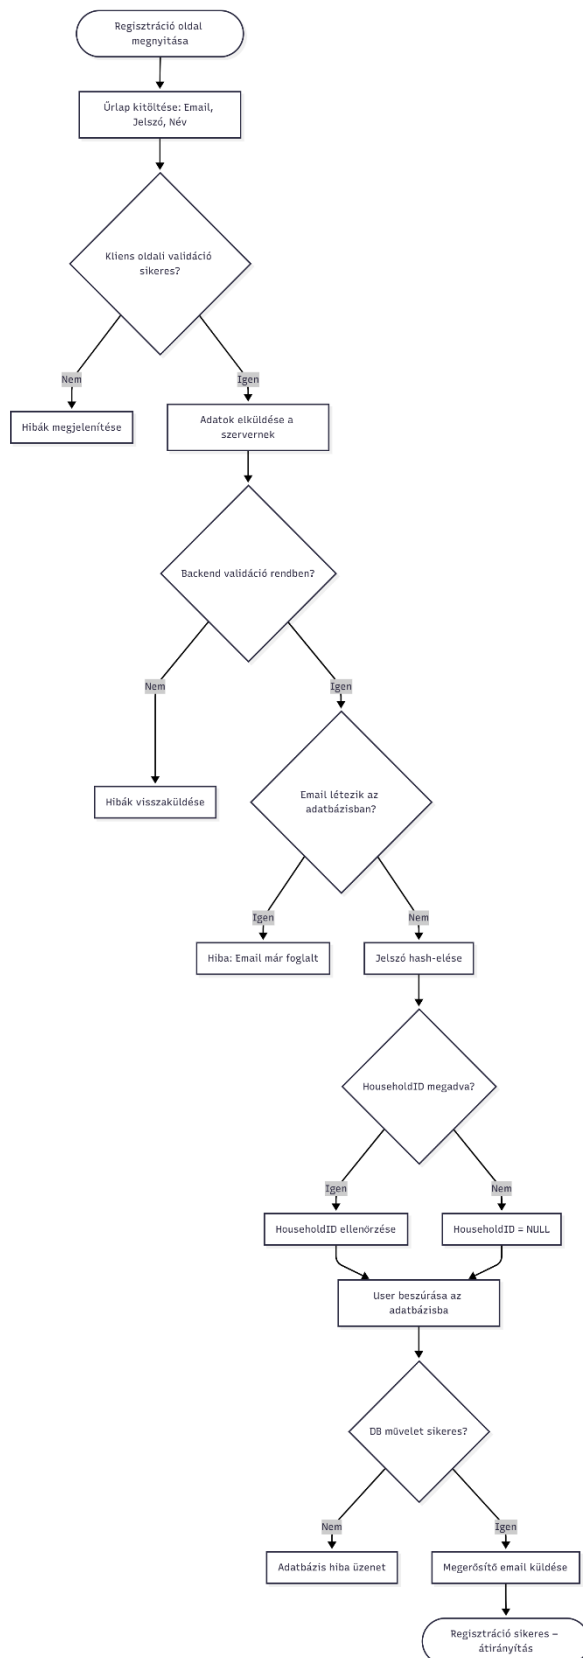 Regisztráció oldal
megnyitása
Űrlap kitöltése: Email,
Jelszó, Név
Kliens oldali validáció
sikeres?
Nem
Igen
Hibák megjelenítése
Adatok elküldése a
szervernek
Backend validáció rendben?
Nem
Igen
Hibák visszaküldése
Email létezik az
adatbázisban?
Igen
Nem
Hiba: Email már foglalt
Jelszó hash-elése
HouseholdID megadva?
Igen
Nem
HouseholdID ellenőrzése
HouseholdID = NULL
User beszúrása az
adatbázisba
DB művelet sikeres?
Nem
Igen
Adatbázis hiba üzenet
Megerősítő email küldése
Regisztráció sikeres –
átirányítás